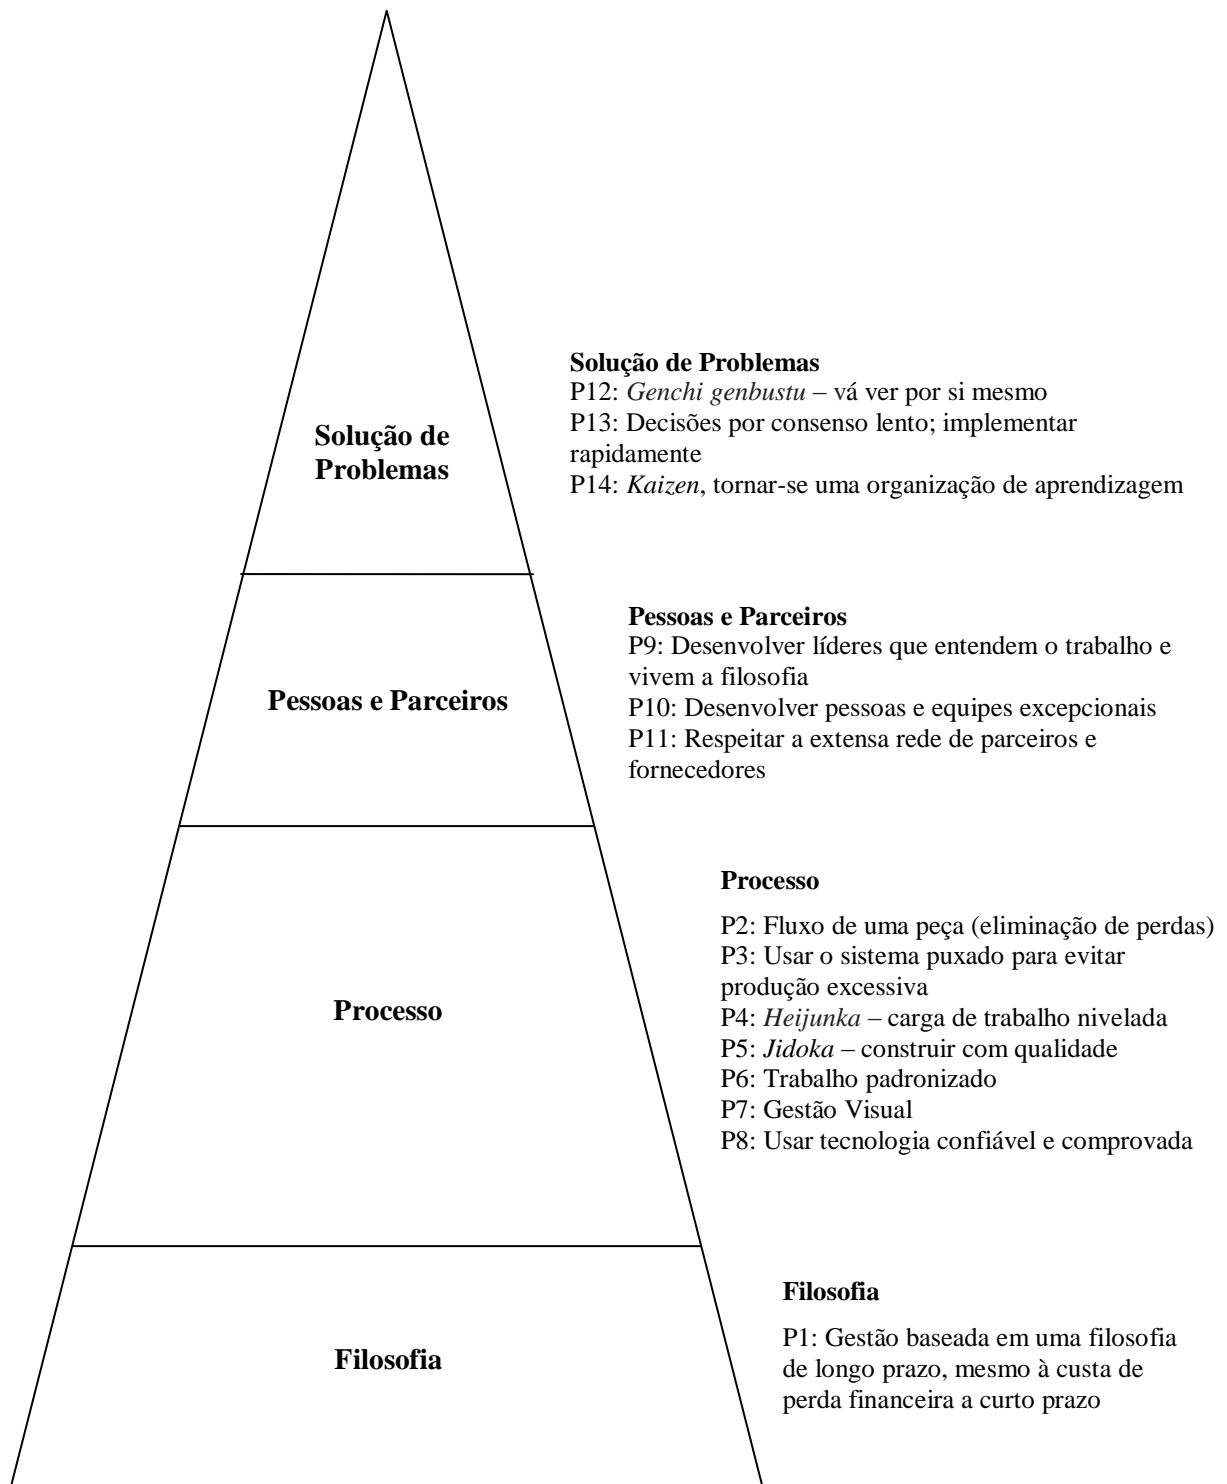 Solução de Problemas
P12: Genchi genbustu – vá ver por si mesmo
P13: Decisões por consenso lento; implementar
rapidamente
P14: Kaizen, tornar-se uma organização de aprendizagem
Solução de
Problemas
Pessoas e Parceiros
P9: Desenvolver líderes que entendem o trabalho e
vivem a filosofia
P10: Desenvolver pessoas e equipes excepcionais
P11: Respeitar a extensa rede de parceiros e
fornecedores
Pessoas e Parceiros
Processo
P2: Fluxo de uma peça (eliminação de perdas)
P3: Usar o sistema puxado para evitar
produção excessiva
P4: Heijunka – carga de trabalho nivelada
P5: Jidoka – construir com qualidade
P6: Trabalho padronizado
P7: Gestão Visual
P8: Usar tecnologia confiável e comprovada
Processo
Filosofia
P1: Gestão baseada em uma filosofia
de longo prazo, mesmo à custa de
perda financeira a curto prazo
Filosofia